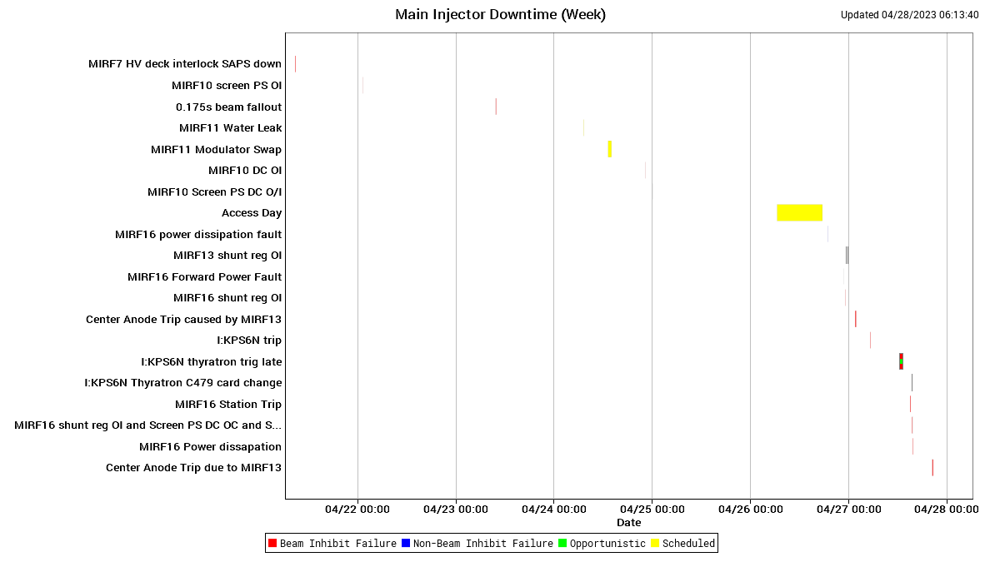 Main Injector Downtime (Week)
Updated 04/28/2023 06:13:40
MIRF7 HV deck interlock SAPS down
MIRF10 screen PS OI
0.175s beam fallout
MIRF11 Water Leak
MIRF11 Modulator Swap
MIRF10 DC OI
MIRF10 Screen PS DC O/I
Access Day
MIRF16 power dissipation fault
MIRF13 shunt reg OI
MIRF16 Forward Power Fault
MIRF16 shunt reg OI
Center Anode Trip caused by MIRF13
I:KPS6N trip
I:KPS6N thyratron trig late
I:KPS6N Thyratron C479 card change
MIRF16 Station Trip
MIRF16 shunt reg OI and Screen PS DC OC and S...
MIRF16 Power dissapation
Center Anode Trip due to MIRF13
04/22 00:00 04/23 00:00 04/24 00:00 04/25 00:00 04/26 00:00 04/27 00:00 04/28 00:00
Date
Beam Inhibit Failure Non-Beam Inhibit Failure Opportunistic Scheduled